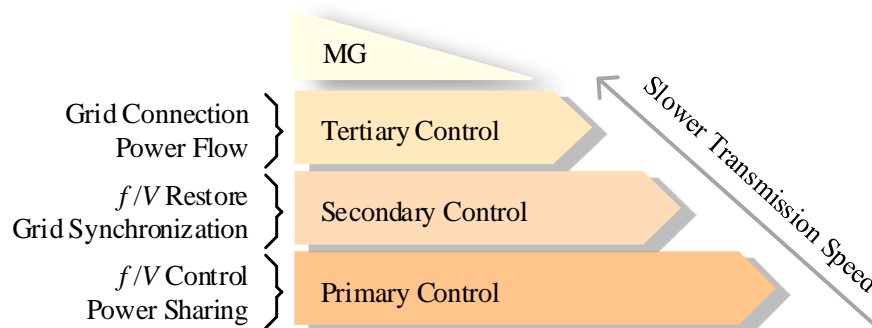 MG
Grid Connection
Power Flow
Tertiary Control
f/V Restore
Grid Synchronization
Secondary Control
f/V Control
Power Sharing
Primary Control
Slower Transmission Speed